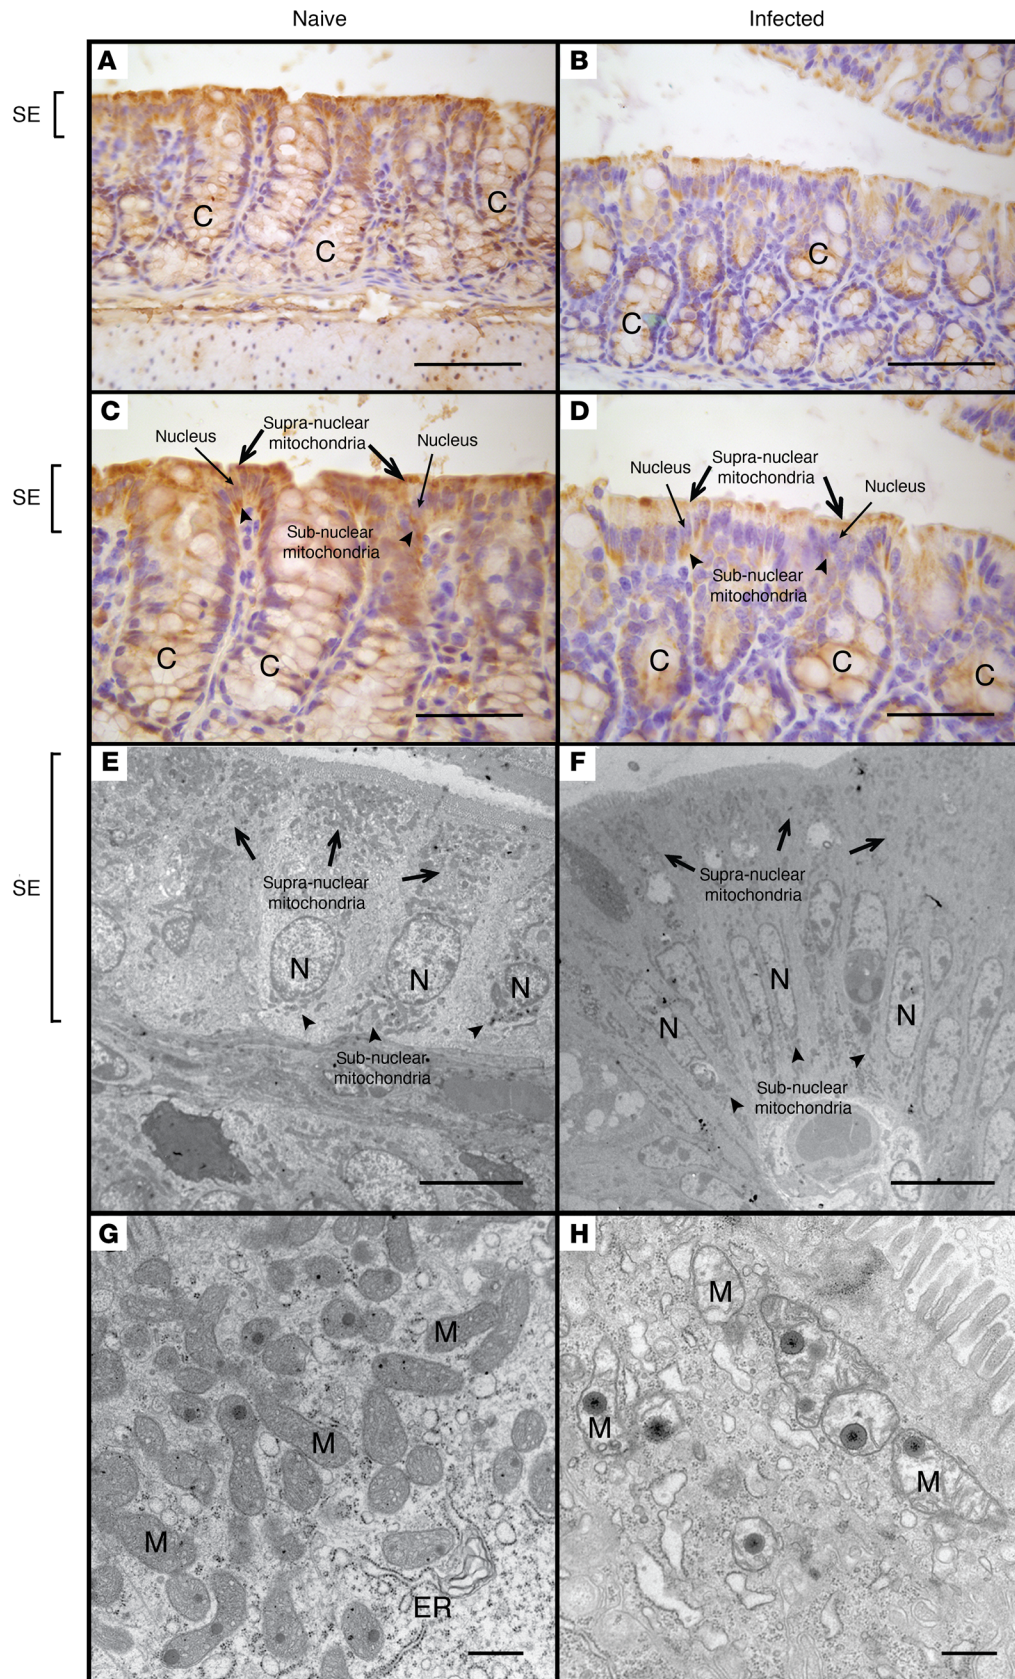 Naive
Infected
A
B
SE
C
C
C
C
C
C
D
Supra-nuclear
mitochondria
Nucleus
Nucleus
Supra-nuclear
mitochondria
Nucleus
Nucleus
SE
Sub-nuclear
mitochondria
Sub-nuclear
mitochondria
C
C
C
C
C
E
F
Supra-nuclear
mitochondria
Supra-nuclear
mitochondria
SE
N
N
N
N
N
N
Sub-nuclear
mitochondria
Sub-nuclear
mitochondria
G
H
M
M
M
M
M
M
ER